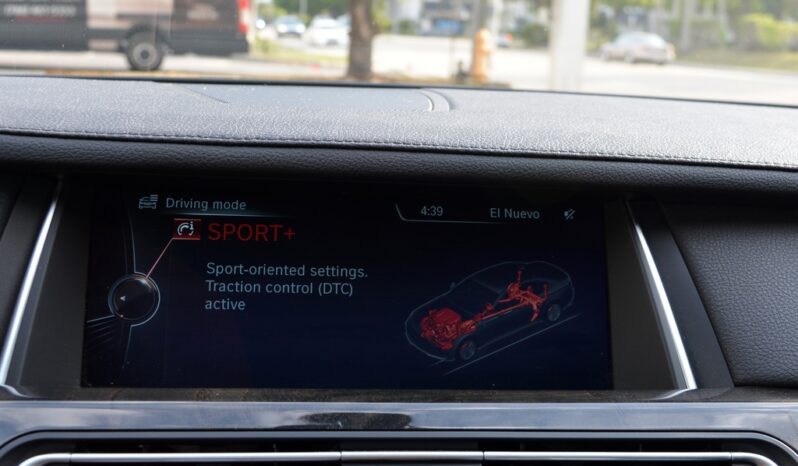 Driving mode
4:39
El Nuevo
SPORT+
Sport-oriented settings.
Traction control (DTC)
active